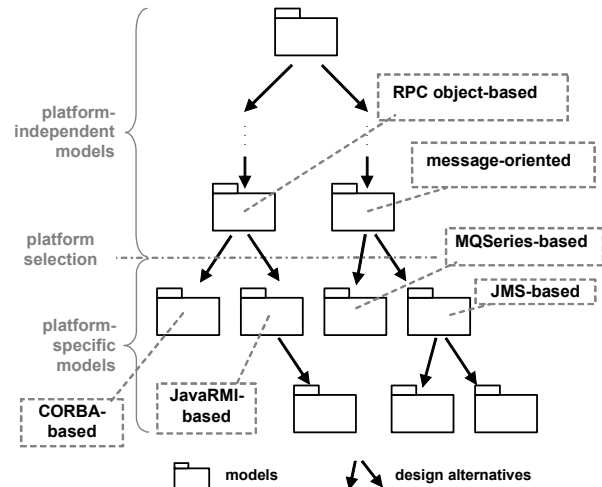 RPC object-based
platform-
independent
models
message-oriented
MQSeries-based
platform
selection
JMS-based
platform-
specific
models
JavaRMI-
based
CORBA-
based
models
design alternatives